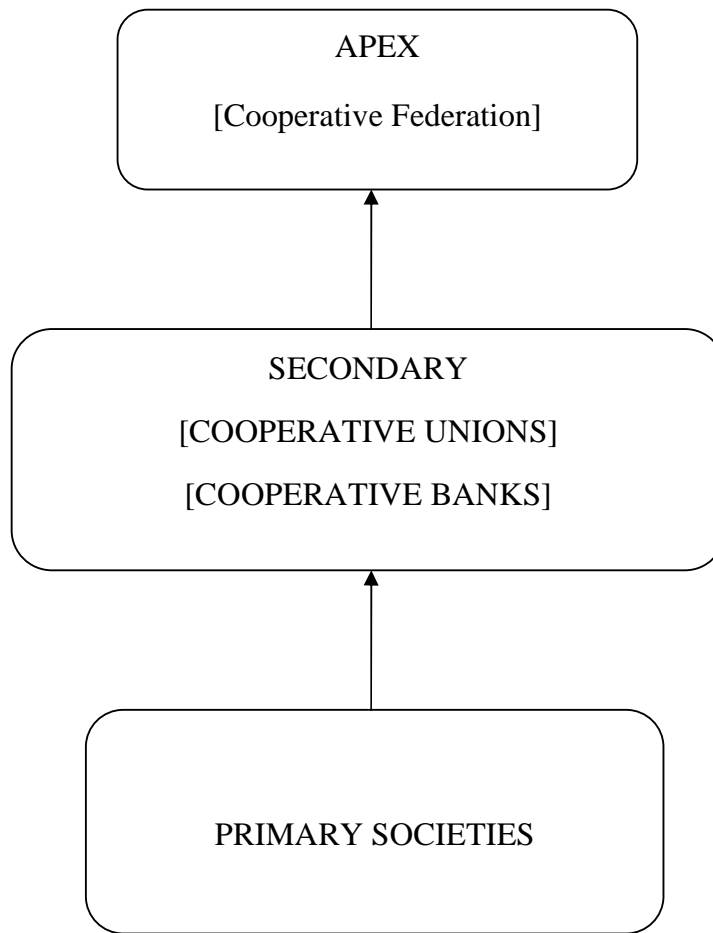 APEX
[Cooperative Federation]
SECONDARY
[COOPERATIVE UNIONS]
[COOPERATIVE BANKS]
PRIMARY SOCIETIES